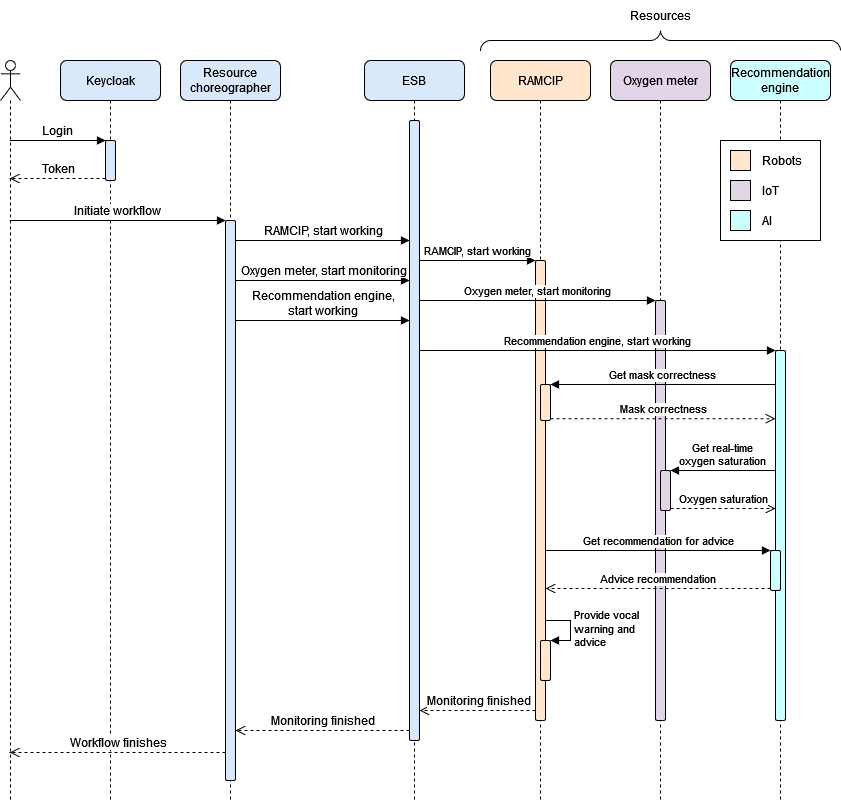 Resources
Keycloak
Resource
choreographer
ESB
RAMCIP
Oxygen meter
Recommendation
engine
Login
Token
Robots
IoT
AI
Initiate workflow
RAMCIP, start working
RAMCIP, start working
Oxygen meter, start monitoring
Oxygen meter, start monitoring
Recommendation engine,
start working
Recommendation engine, start working
Get mask correctness
Mask correctness
Get real-time
oxygen saturation
Oxygen saturation
Get recommendation for advice
Advice recommendation
Provide vocal
warning and
advice
Monitoring finished
Monitoring finished
Workflow finishes